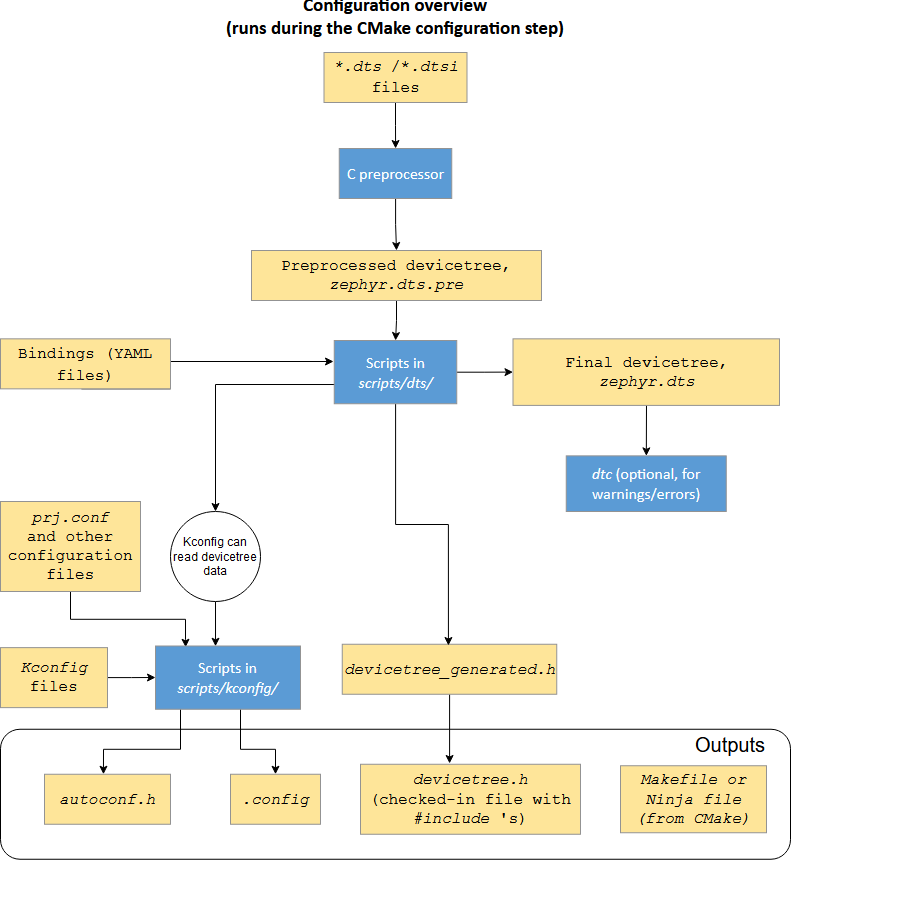 Configuration overview
(runs during the CMake configuration step)
*.dts /*.dtsi
files
C preprocessor
Preprocessed devicetree,
zephyr.dts.pre
Bindings (YAML
files)
Scripts in
scripts/dts/
Final devicetree,
zephyr.dts
dtc (optional, for
warnings/errors)
prj.conf
and other
configuration
files
Kconfig can
read devicetree
data
Kconfig
files
Scripts in
scripts/kconfig/
devicetree_generated.h
Outputs
autoconf.h
.config
devicetree.h
(checked-in file with
#include 's)
Makefile or
Ninja file
(from CMake)